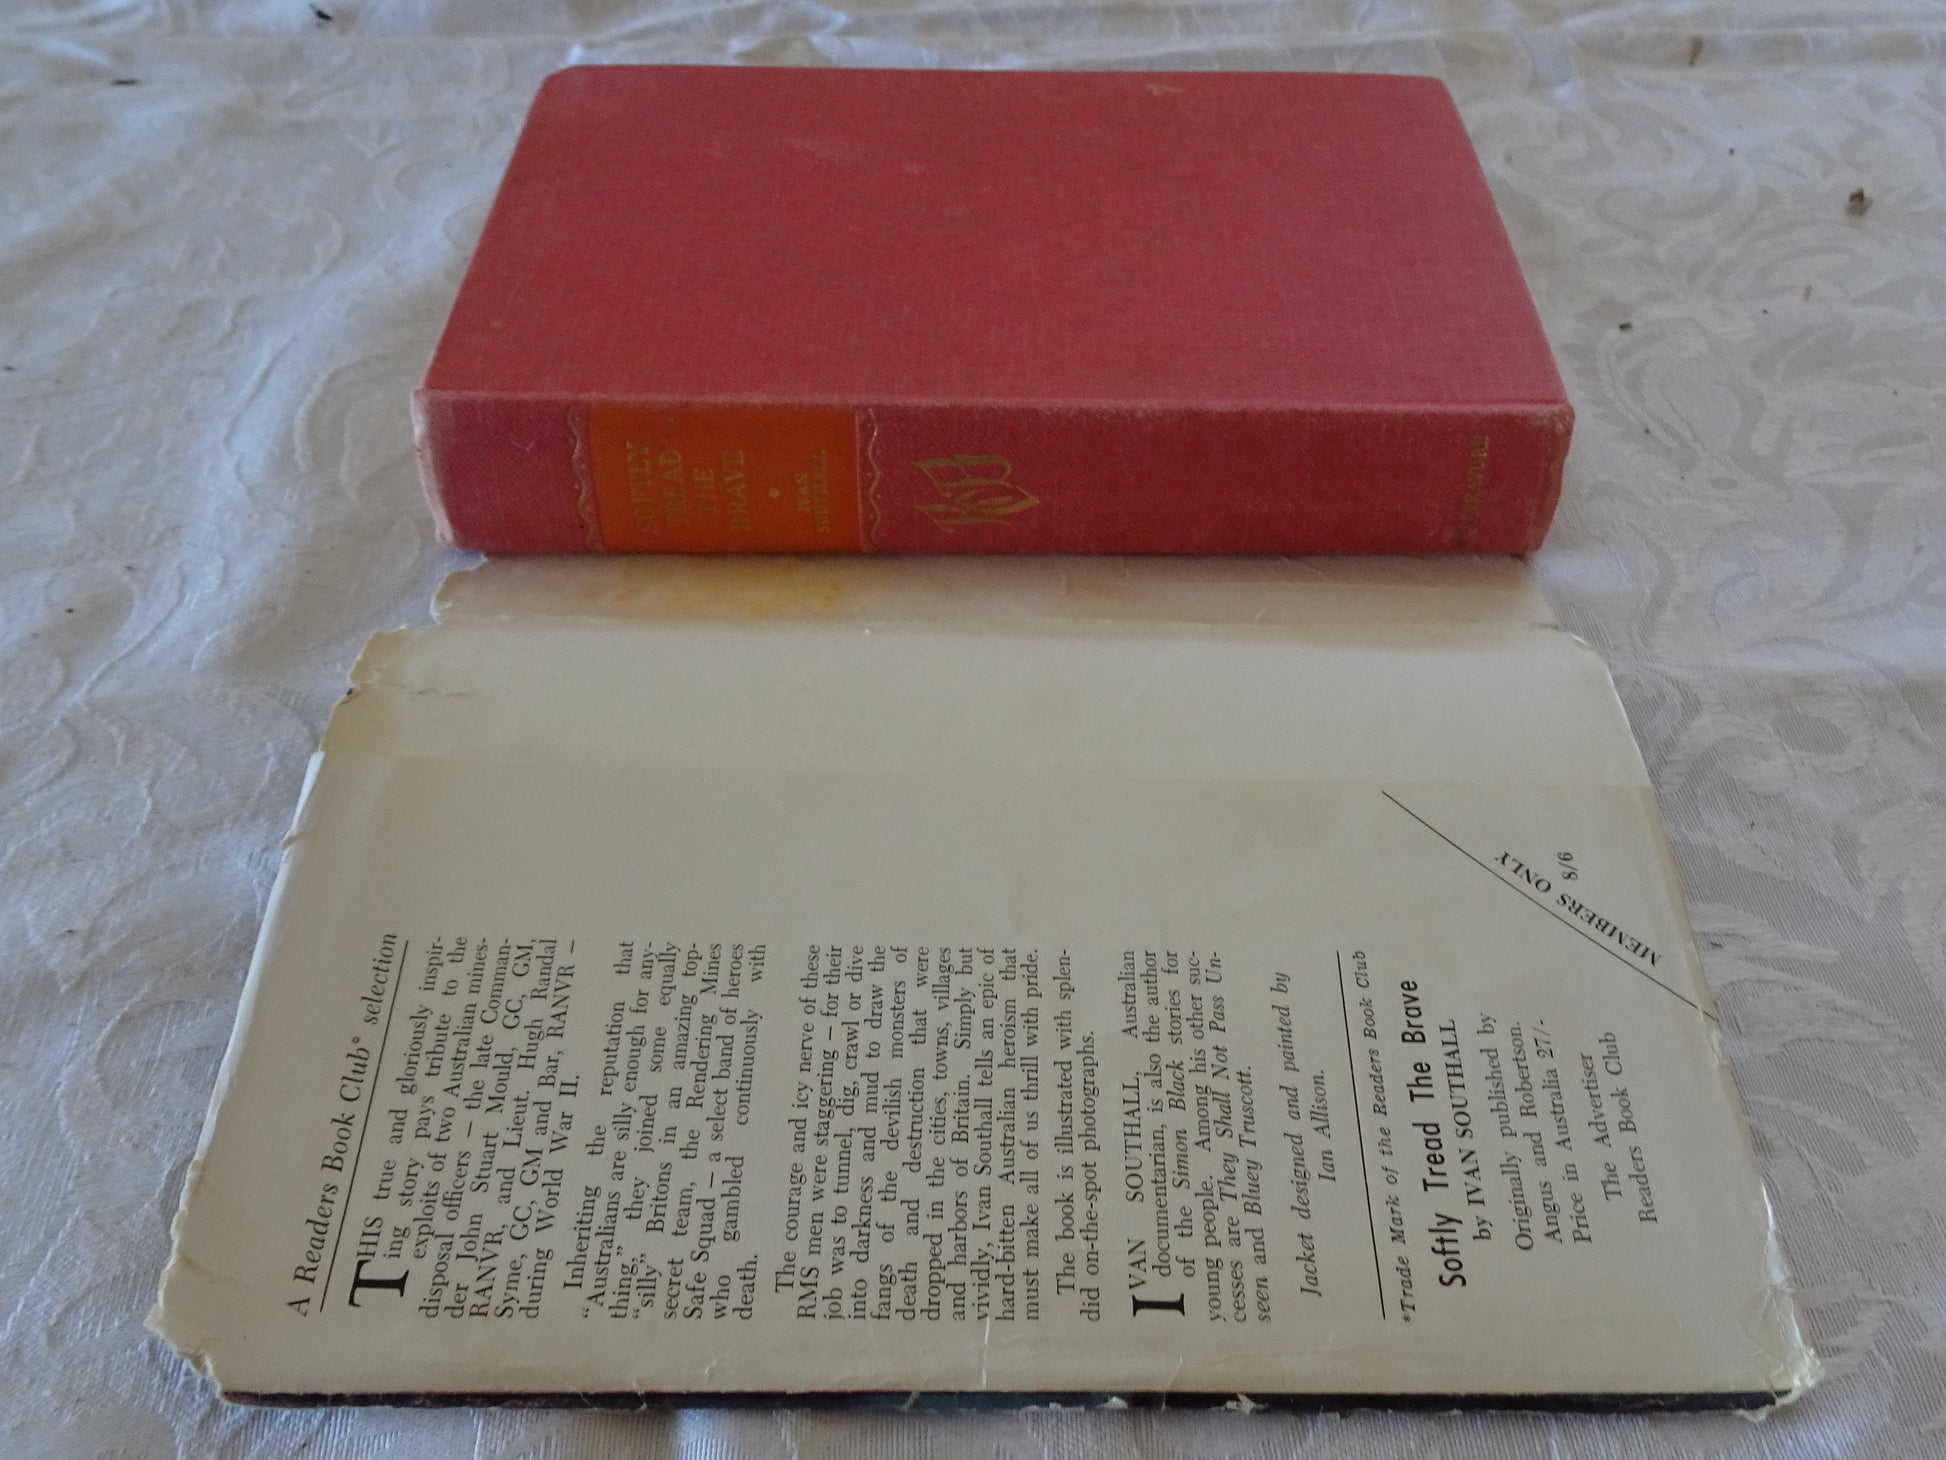 SOFTLY
TREAD
THE
BRAVE
IVAN
SOUTHALL
A Readers Book Club* selection
THIS true and gloriously inspir-
ing story pays tribute to the
exploits of two Australian mines-
disposal officers — the late Comman-
der John Stuart Mould, GC, GM,
RANVR, and Lieut. Hugh Randal
Syme, GC, GM and Bar, RANVR —
during World War II.
Inheriting the reputation that
“Australians are silly enough for any-
thing,” they joined some equally
“silly” Britons in an amazing top-
secret team, the Rendering Mines
Safe Squad — a select band of heroes
who gambled continuously with
death.
The courage and icy nerve of these
RMS men were staggering — for their
job was to tunnel, dig, crawl or dive
into darkness and mud to draw the
fangs of the devilish monsters of
death and destruction that were
dropped in the cities, towns, villages
and harbors of Britain. Simply but
vividly, Ivan Southall tells an epic of
hard-bitten Australian heroism that
must make all of us thrill with pride.
The book is illustrated with splen-
did on-the-spot photographs.
IVAN SOUTHALL, Australian
documentarian, is also the author
of the Simon Black stories for
young people. Among his other suc-
cesses are They Shall Not Pass Un-
seen and Bluey Truscott.
Jacket designed and painted by
Ian Allison.
*Trade Mark of the Readers Book Club
Softly Tread The Brave
by IVAN SOUTHALL
Originally published by
Angus and Robertson.
Price in Australia 27/-
The Advertiser
Readers Book Club
MEMBERS ONLY
8/6